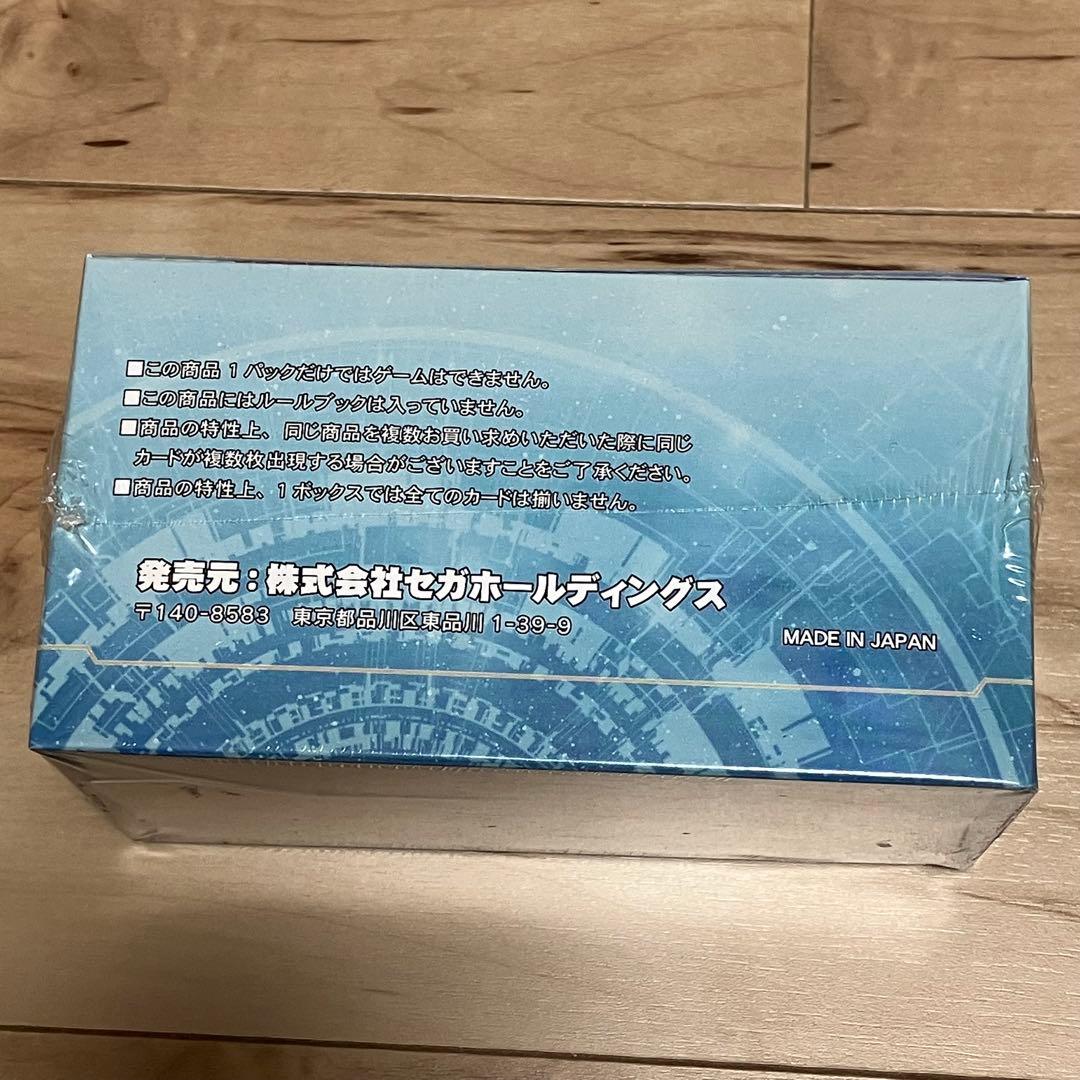 ■この商品 1 パックだけではゲームはできません。
■この商品にはルールブックは入っていません。
■商品の特性上、同じ商品を複数お買い求めいただいた際に同じ
カードが複数枚出現する場合がございますことをご了承ください。
■商品の特性上、1 ボックスでは全てのカードは揃いません。
発売元：株式会社セガホールディングス
〒140-8583　東京都品川区東品川 1-39-9
MADE IN JAPAN